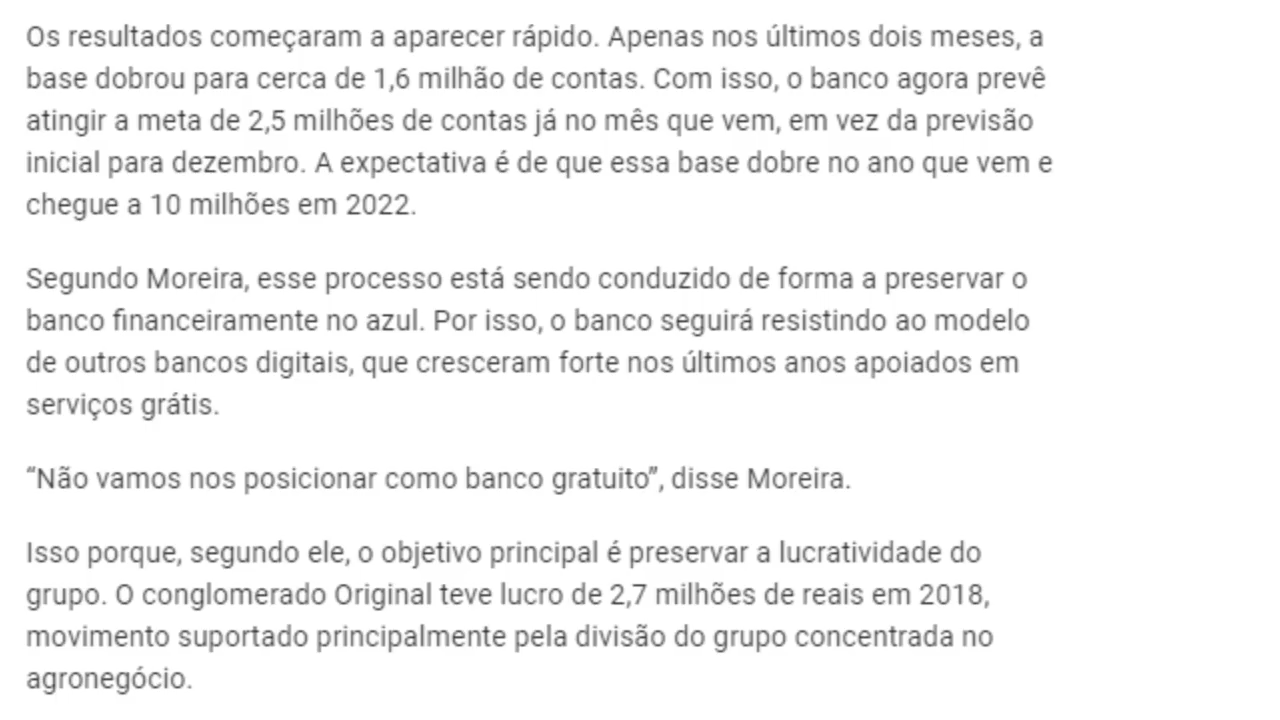 Os resultados começaram a aparecer rápido. Apenas nos últimos dois meses, a
base dobrou para cerca de 1,6 milhão de contas. Com isso, o banco agora prevê
atingir a meta de 2,5 milhões de contas já no mês que vem, em vez da previsão
inicial para dezembro. A expectativa é de que essa base dobre no ano que vem e
chegue a 10 milhões em 2022.
Segundo Moreira, esse processo está sendo conduzido de forma a preservar o
banco financeiramente no azul. Por isso, o banco seguirá resistindo ao modelo
de outros bancos digitais, que cresceram forte nos últimos anos apoiados em
serviços grátis.
“Não vamos nos posicionar como banco gratuito”, disse Moreira.
Isso porque, segundo ele, o objetivo principal é preservar a lucratividade do
grupo. O conglomerado Original teve lucro de 2,7 milhões de reais em 2018,
movimento suportado principalmente pela divisão do grupo concentrada no
agronegócio.